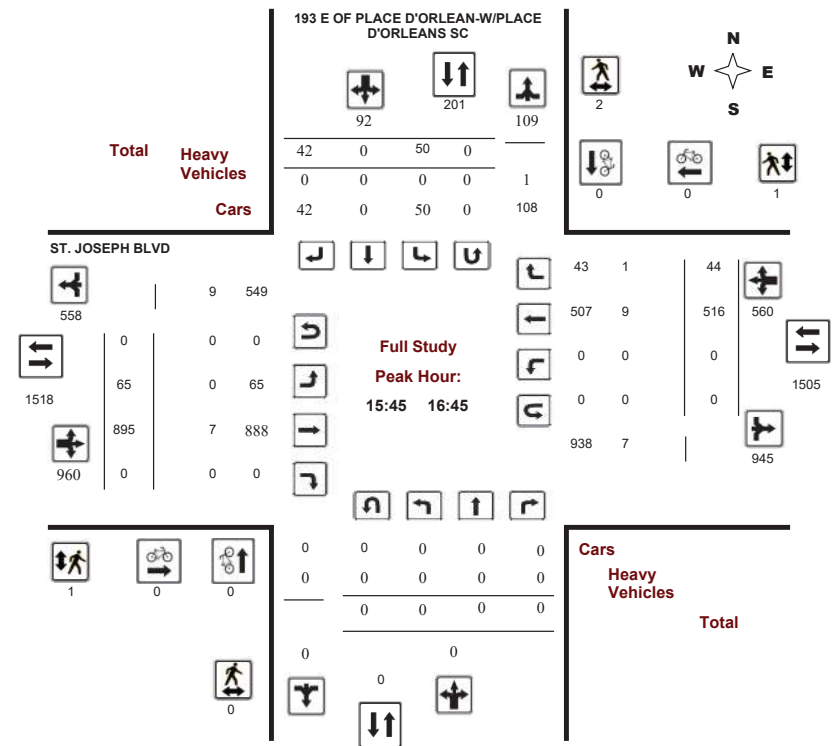 193 E OF PLACE D'ORLEAN-W/PLACE
D'ORLEANS SC
N
W E
S
92
201
109
2
Total
Heavy
Vehicles
Cars
42 0 50 0
0 0 0 0 1
42 0 50 0 108
0 0 1
ST. JOSEPH BLVD
558
9 549
0 0 0
1518
65 0 65
895 7 888
960
0 0 0
Full Study
Peak Hour:
15:45 16:45
43 1 44
507 9 516 560
0 0 0
1505
0 0 0
938 7
945
1 0 0
0
0 0 0 0 0
0 0 0 0 0
0 0 0 0
0 0
0
Cars
Heavy
Vehicles
Total